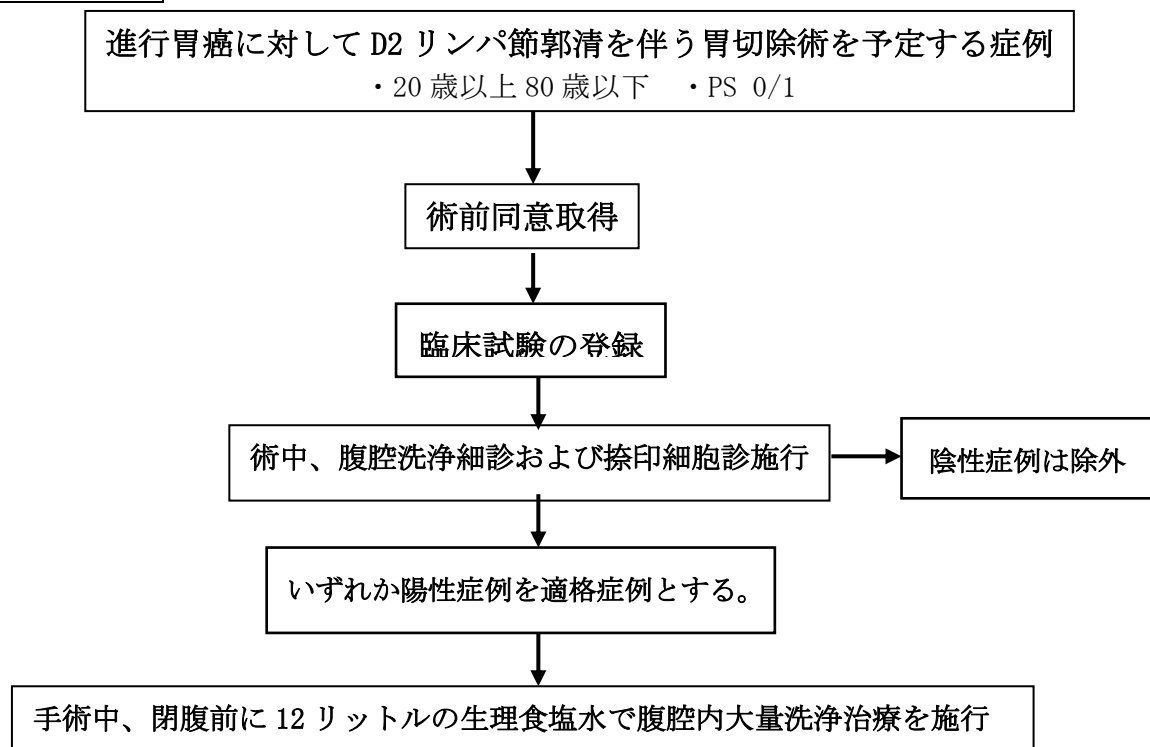 進行胃癌に対して D2 リンパ節郭清を伴う胃切除術を予定する症例
・20 歳以上 80 歳以下　・PS 0/1
術前同意取得
臨床試験の登録
術中、腹腔洗浄細診および捺印細胞診施行
陰性症例は除外
いずれか陽性症例を適格症例とする。
手術中、閉腹前に 12 リットルの生理食塩水で腹腔内大量洗浄治療を施行